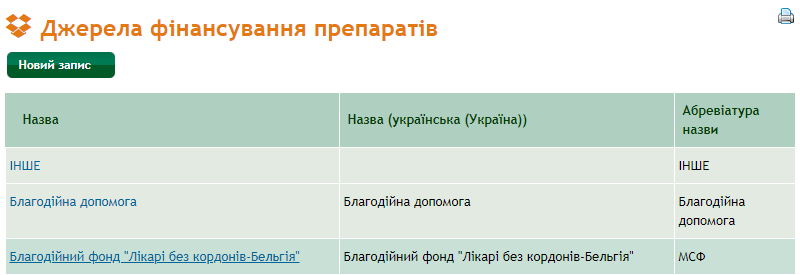 Джерела фінансування препаратів
Новий запис
Назва Назва (українська (Україна)) Абревіатура назви
ІНШЕ ІНШЕ
Благодійна допомога Благодійна допомога Благодійна допомога
Благодійний фонд "Лікарі без кордонів-Бельгія" Благодійний фонд "Лікарі без кордонів-Бельгія" МСФ